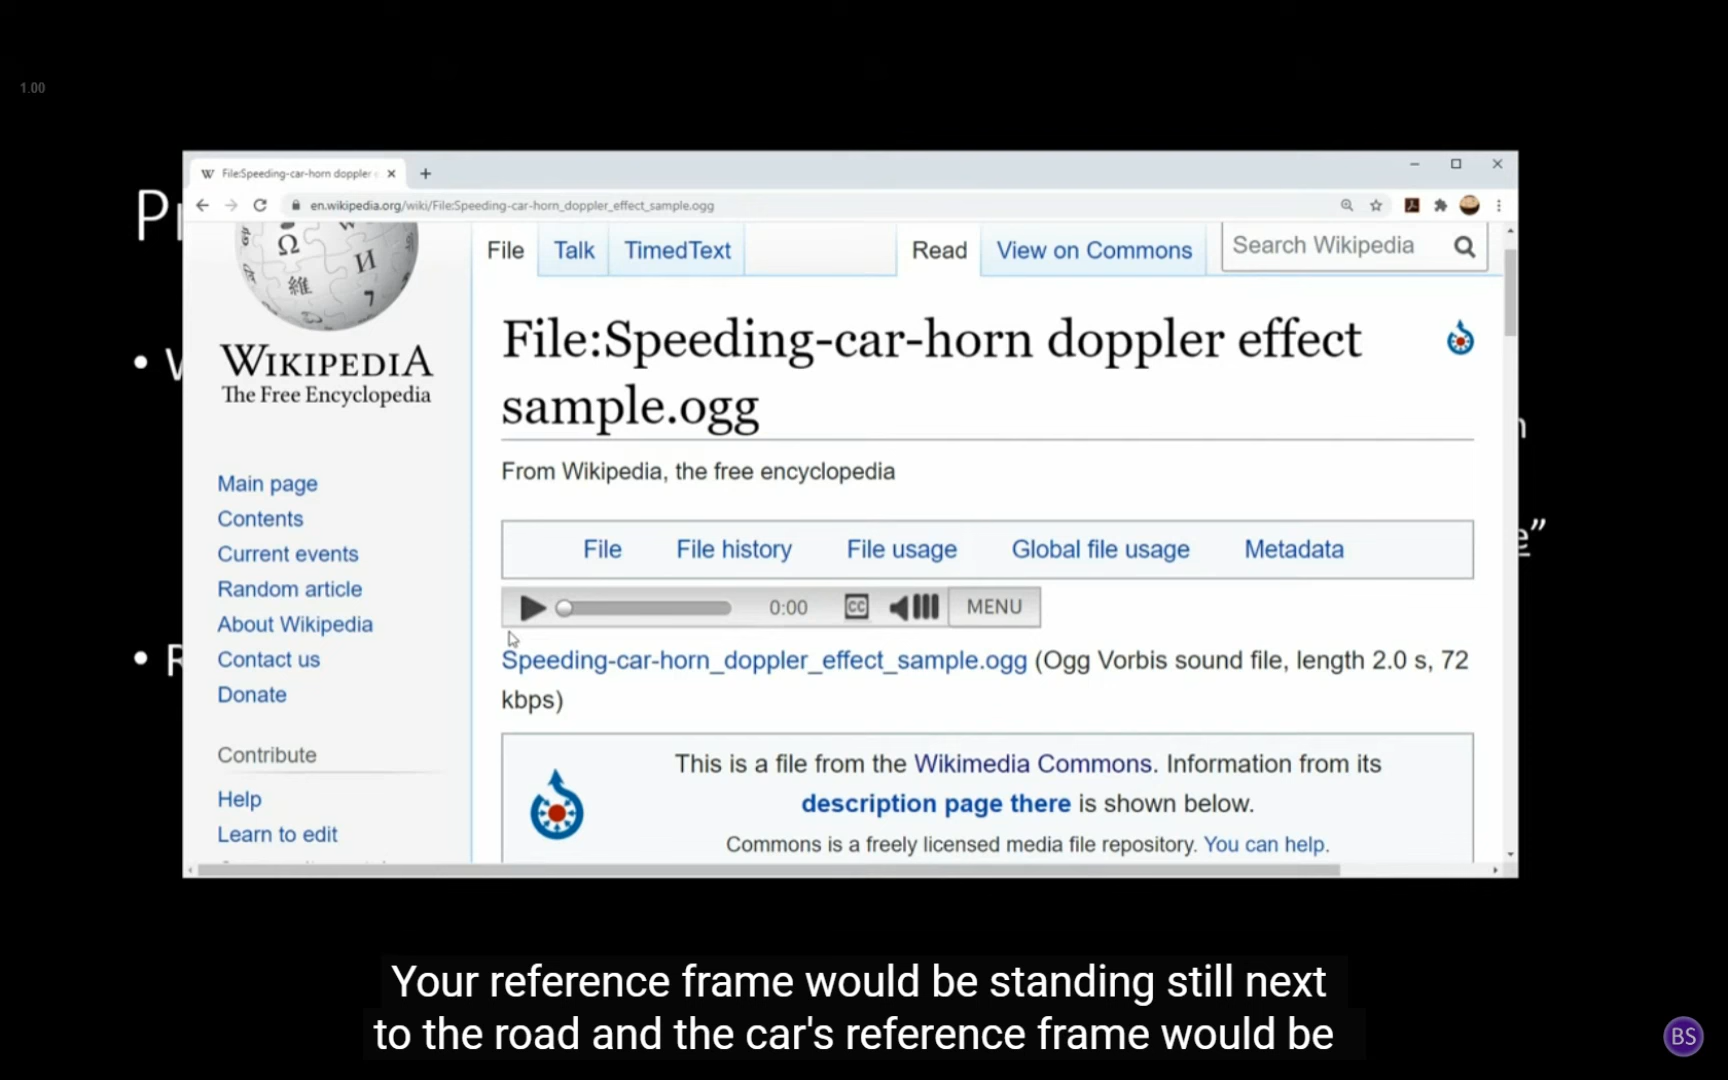 1.00
File:Speeding-car-horn doppler e
en.wikipedia.org/wiki/File:Speeding-car-horn_doppler_effect_sample.ogg
File Talk TimedText Read View on Commons Search Wikipedia
Ω И 維 7
WIKIPEDIA
The Free Encyclopedia
Main page
Contents
Current events
Random article
About Wikipedia
Contact us
Donate
Contribute
Help
Learn to edit
File:Speeding-car-horn doppler effect
sample.ogg
From Wikipedia, the free encyclopedia
File File history File usage Global file usage Metadata
0:00 CC MENU
Speeding-car-horn_doppler_effect_sample.ogg (Ogg Vorbis sound file, length 2.0 s, 72
kbps)
This is a file from the Wikimedia Commons. Information from its
description page there is shown below.
Commons is a freely licensed media file repository. You can help.
Your reference frame would be standing still next
to the road and the car's reference frame would be
BS